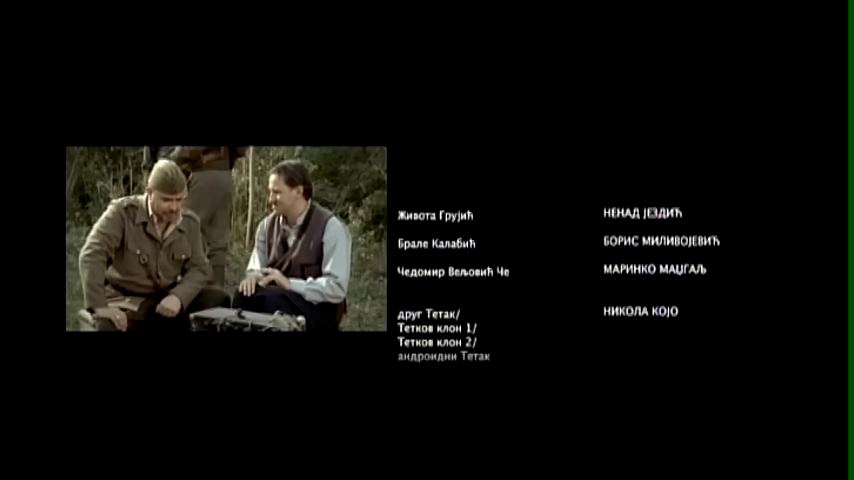 Живота Грујић НЕНАД ЈЕЗДИЋ
Брале Калабић БОРИС МИЛИВОЈЕВИЋ
Чедомир Вељовић Че МАРИНКО МАЏГАЉ
друг Тетак/ НИКОЛА КОЈО
Тетков клон 1/
Тетков клон 2/
андроидни Тетак